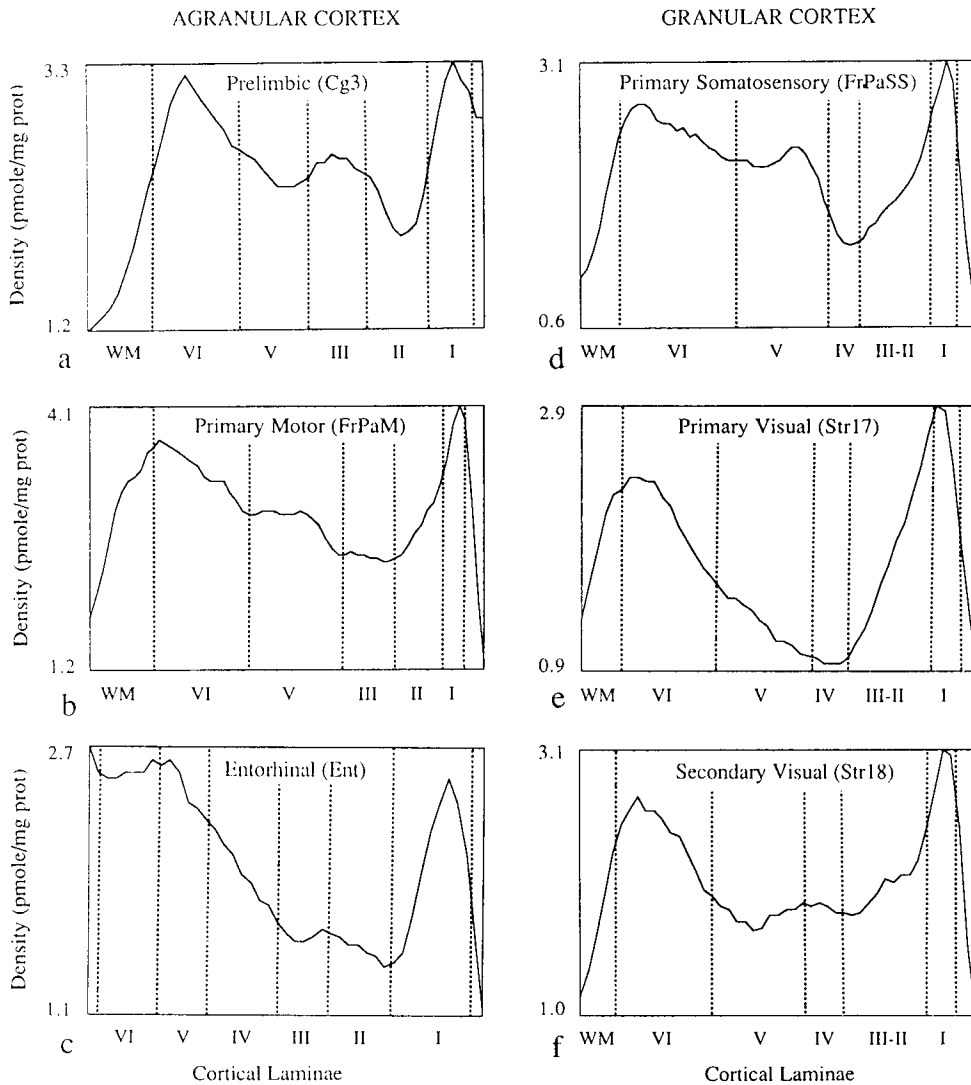 AGRANULAR CORTEX
GRANULAR CORTEX
Density (pmole/mg prot)
3.3
Prelimbic (Cg3)
1.2
a
WM VI V III II I
3.1
Primary Somatosensory (FrPaSS)
0.6
d
WM VI V IV III-II I
Density (pmole/mg prot)
4.1
Primary Motor (FrPaM)
1.2
b
WM VI V III II I
2.9
Primary Visual (Str17)
0.9
e
WM VI V IV III-II I
Density (pmole/mg prot)
2.7
Entorhinal (Ent)
1.1
c
VI V IV III II I
Cortical Laminae
3.1
Secondary Visual (Str18)
1.0
f
WM VI V IV III-II I
Cortical Laminae